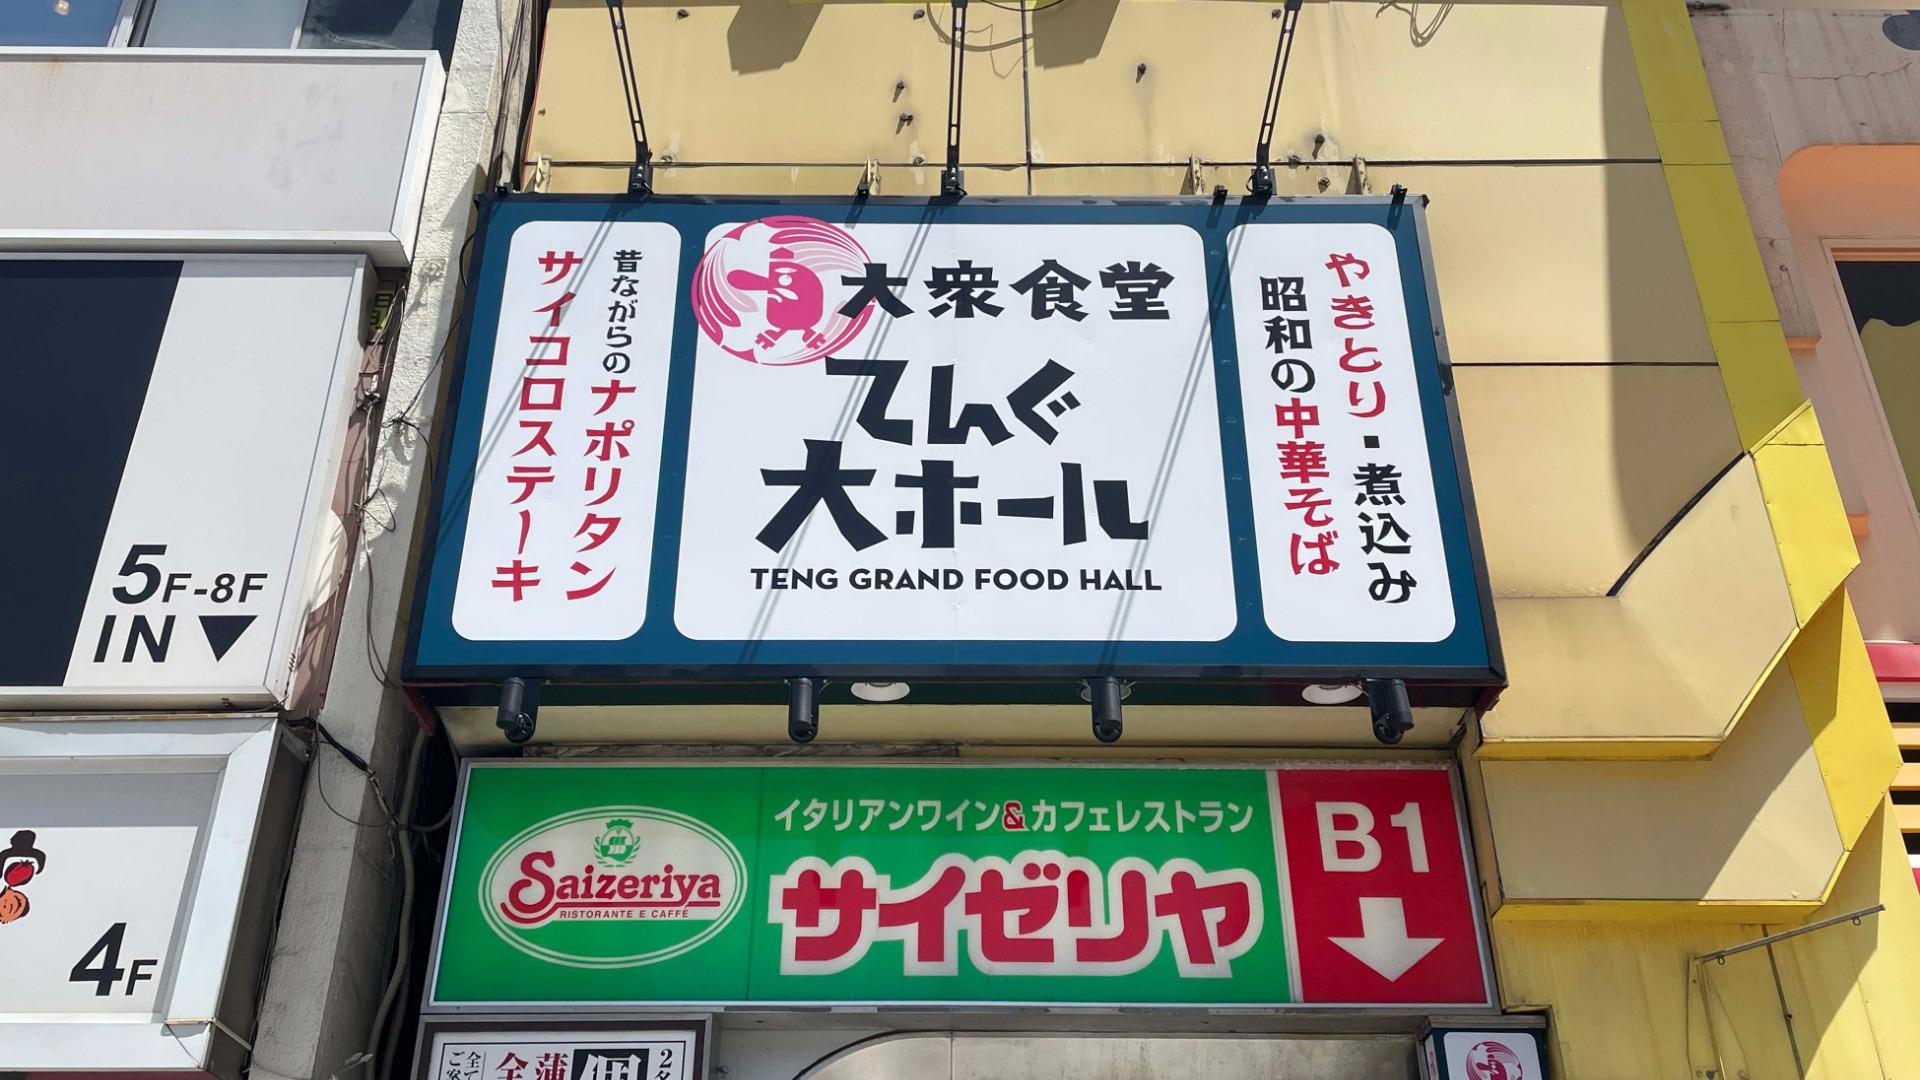 昔ながらのナポリタン
サイコロステーキ
大衆食堂
てんぐ
大ホール
TENG GRAND FOOD HALL
やきとり・煮込み
昭和の中華そば
5F-8F
IN ▼
4F
Saizeriya
RISTORANTE E CAFFÉ
イタリアンワイン&カフェレストラン
サイゼリヤ
B1
↓
全
蒲